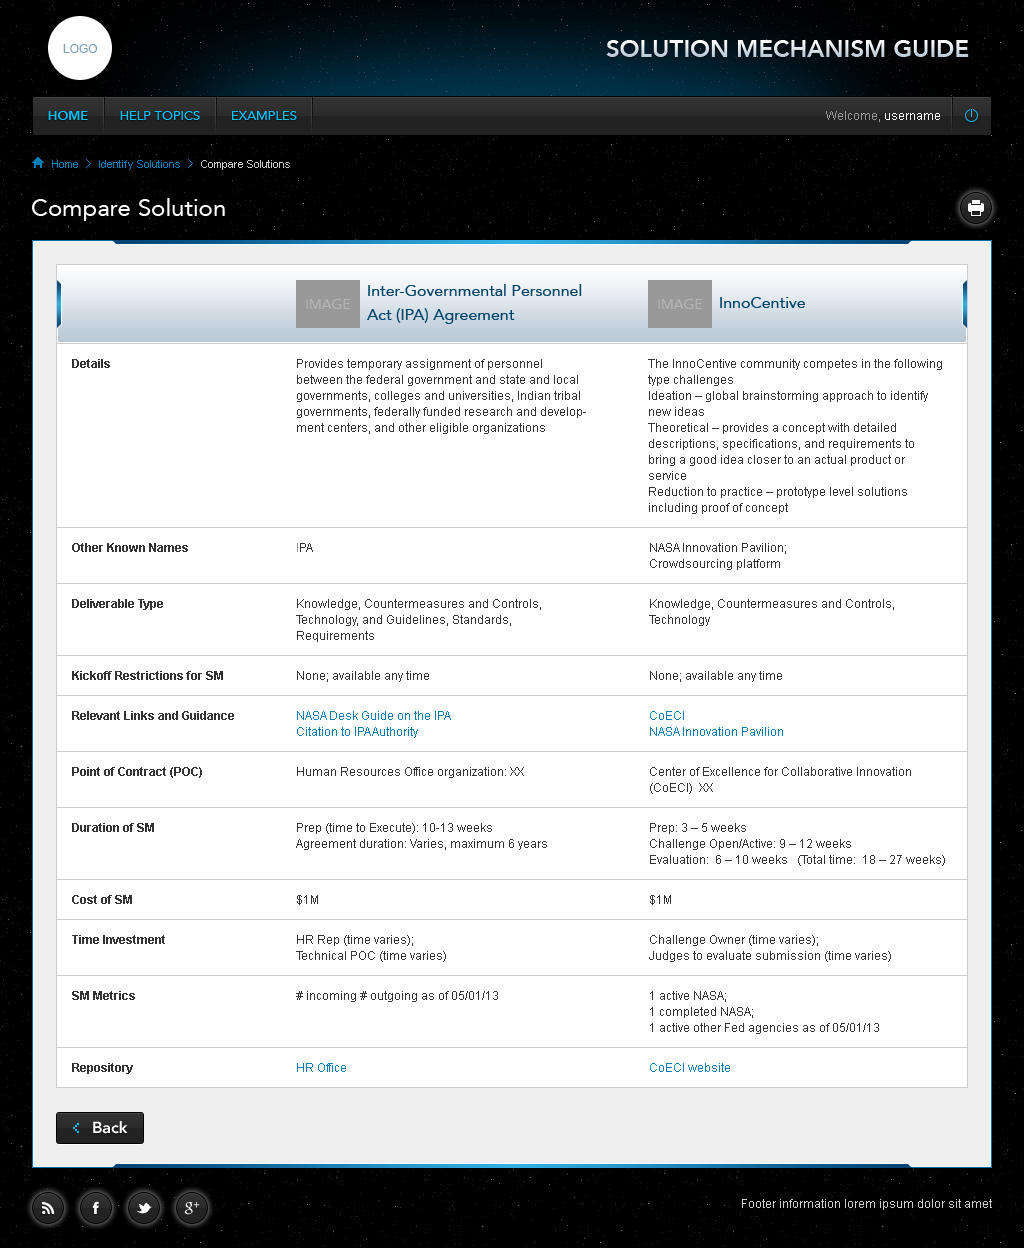 LOGO
SOLUTION MECHANISM GUIDE
HOME
HELP TOPICS
EXAMPLES
Welcome, username
Home
Identify Solutions
Compare Solutions
Compare Solution
IMAGE
Inter-Governmental Personnel
Act (IPA) Agreement
IMAGE
InnoCentive
Details
Provides temporary assignment of personnel
between the federal government and state and local
governments, colleges and universities, Indian tribal
governments, federally funded research and develop-
ment centers, and other eligible organizations
The InnoCentive community competes in the following
type challenges
Ideation – global brainstorming approach to identify
new ideas
Theoretical – provides a concept with detailed
descriptions, specifications, and requirements to
bring a good idea closer to an actual product or
service
Reduction to practice – prototype level solutions
including proof of concept
Other Known Names
IPA
NASA Innovation Pavilion;
Crowdsourcing platform
Deliverable Type
Knowledge, Countermeasures and Controls,
Technology, and Guidelines, Standards,
Requirements
Knowledge, Countermeasures and Controls,
Technology
Kickoff Restrictions for SM
None; available any time
None; available any time
Relevant Links and Guidance
NASA Desk Guide on the IPA
Citation to IPA Authority
CoECI
NASA Innovation Pavilion
Point of Contract (POC)
Human Resources Office organization: XX
Center of Excellence for Collaborative Innovation
(CoECI) XX
Duration of SM
Prep (time to Execute): 10-13 weeks
Agreement duration: Varies, maximum 6 years
Prep: 3 – 5 weeks
Challenge Open/Active: 9 – 12 weeks
Evaluation: 6 – 10 weeks (Total time: 18 – 27 weeks)
Cost of SM
$1M
$1M
Time Investment
HR Rep (time varies);
Technical POC (time varies)
Challenge Owner (time varies);
Judges to evaluate submission (time varies)
SM Metrics
# incoming # outgoing as of 05/01/13
1 active NASA;
1 completed NASA;
1 active other Fed agencies as of 05/01/13
Repository
HR Office
CoECI website
Back
Footer information lorem ipsum dolor sit amet